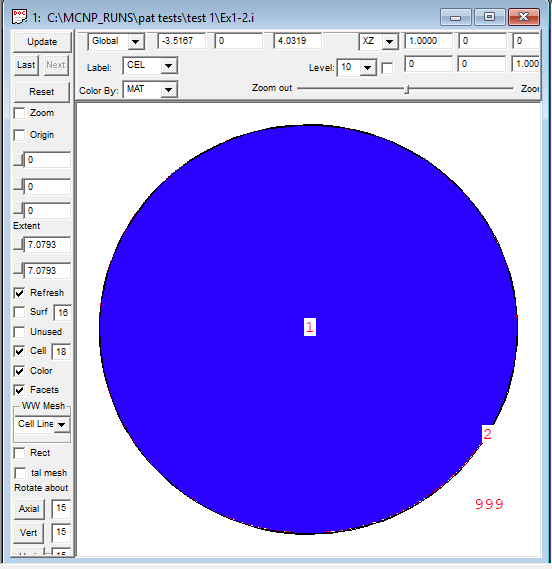 1: C:\MCNP_RUNS\pat tests\test 1\Ex1-2.i
Update Global -3.5167 0 4.0319 XZ 1.0000 0 0
Last Next Label: CEL Level: 10 0 0 1.000
Reset Color By: MAT Zoom out Zoor
Zoom
Origin
0
0
0
Extent
7.0793
7.0793
Refresh
Surf 16
Unused
Cell 18
Color
Facets
WW Mesh
Cell Line
Rect
tal mesh
Rotate about
Axial 15
Vert 15
15
1
2
999